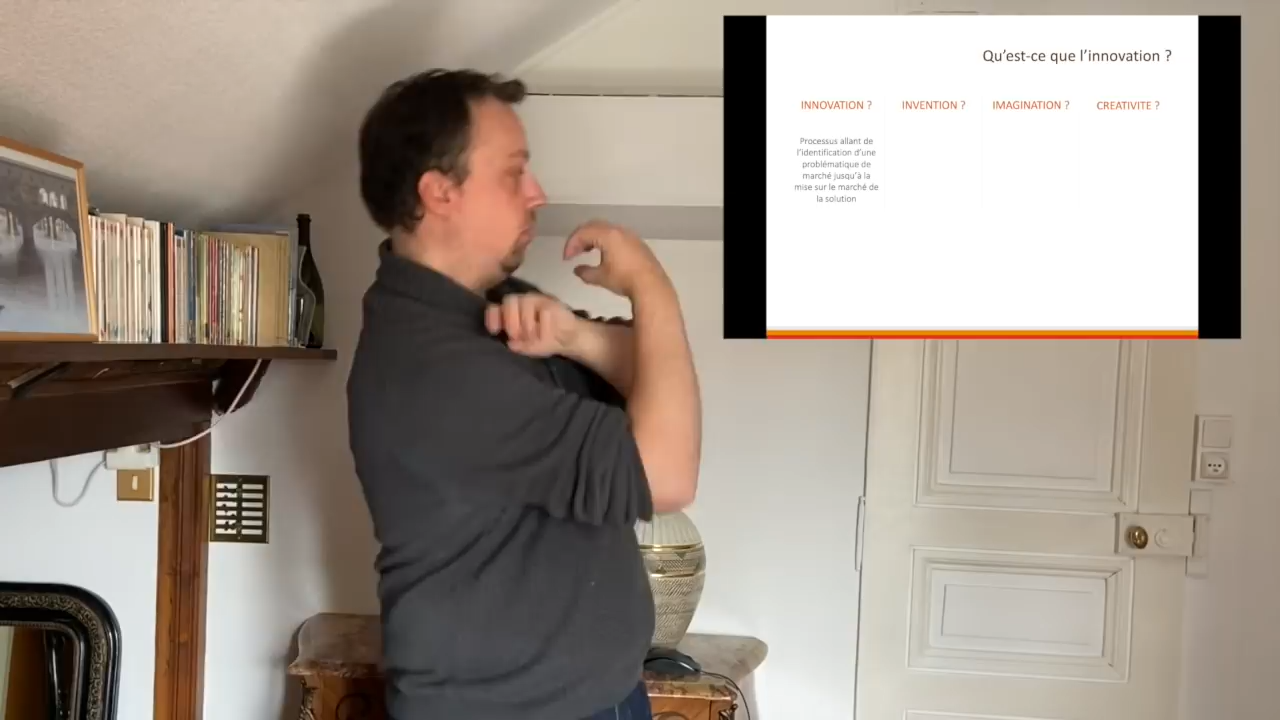 Qu'est-ce que l'innovation ?
INNOVATION ?
INVENTION ?
IMAGINATION ?
CREATIVITE ?
Processus allant de
l'identification d'une
problématique de
marché jusqu'à la
mise sur le marché de
la solution